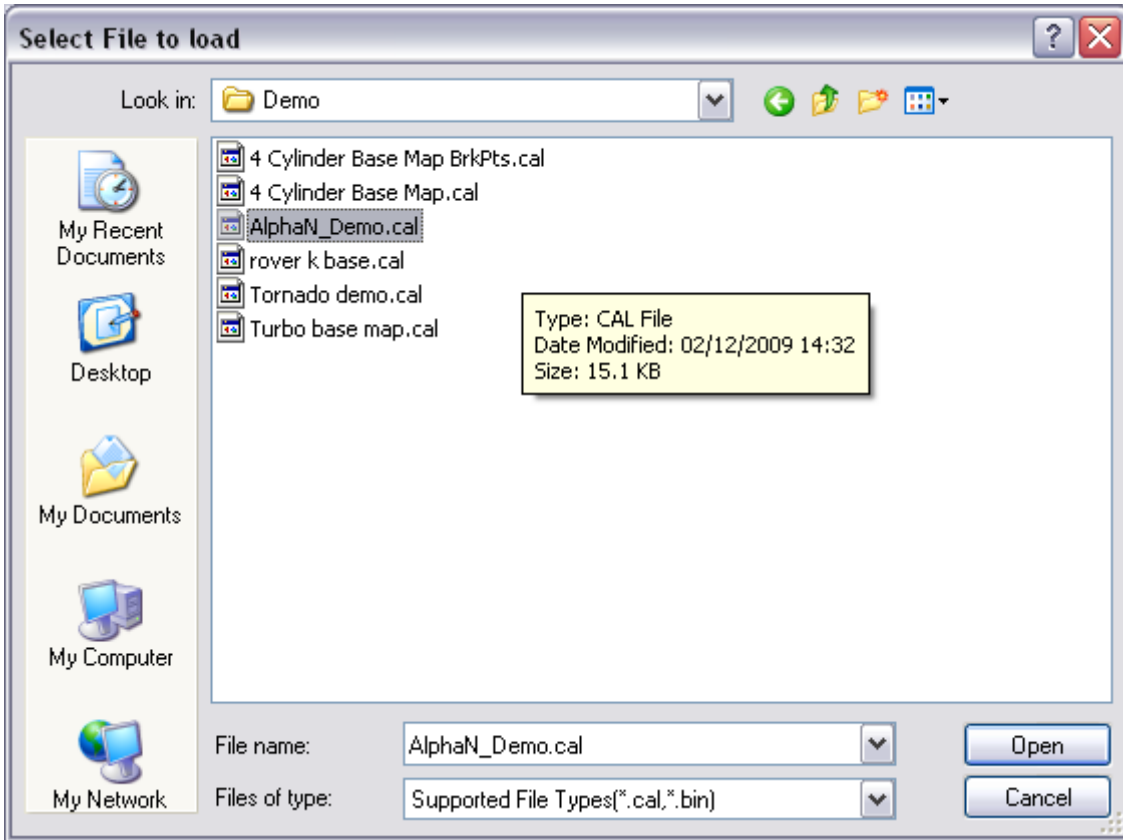 Select File to load
Look in: Demo
My Recent Documents
Desktop
My Documents
My Computer
My Network
4 Cylinder Base Map BrkPts.cal
4 Cylinder Base Map.cal
AlphaN_Demo.cal
rover k base.cal
Tornado demo.cal
Turbo base map.cal
Type: CAL File
Date Modified: 02/12/2009 14:32
Size: 15.1 KB
File name: AlphaN_Demo.cal Open
Files of type: Supported File Types(*.cal,*.bin) Cancel